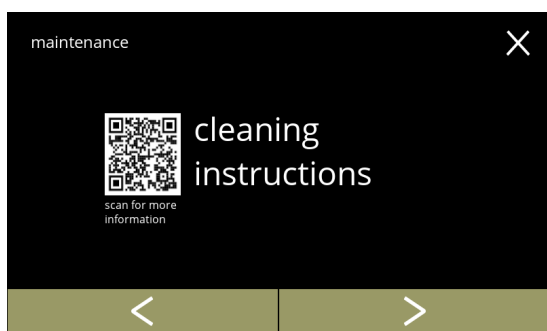 maintenance
cleaning
instructions
scan for more
information